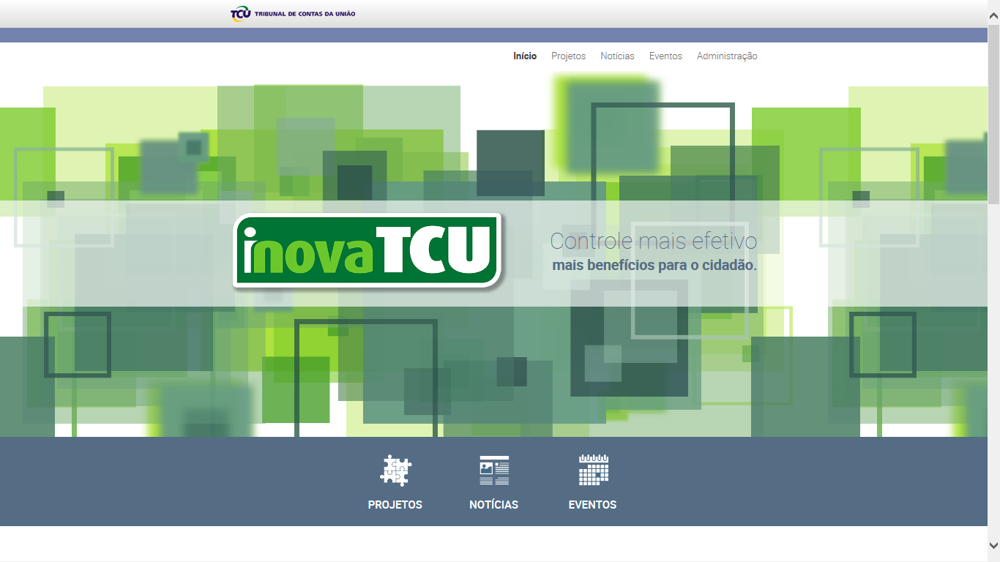 TCU TRIBUNAL DE CONTAS DA UNIÃO
Início Projetos Notícias Eventos Administração
inovaTCU
Controle mais efetivo
mais benefícios para o cidadão.
PROJETOS NOTÍCIAS EVENTOS